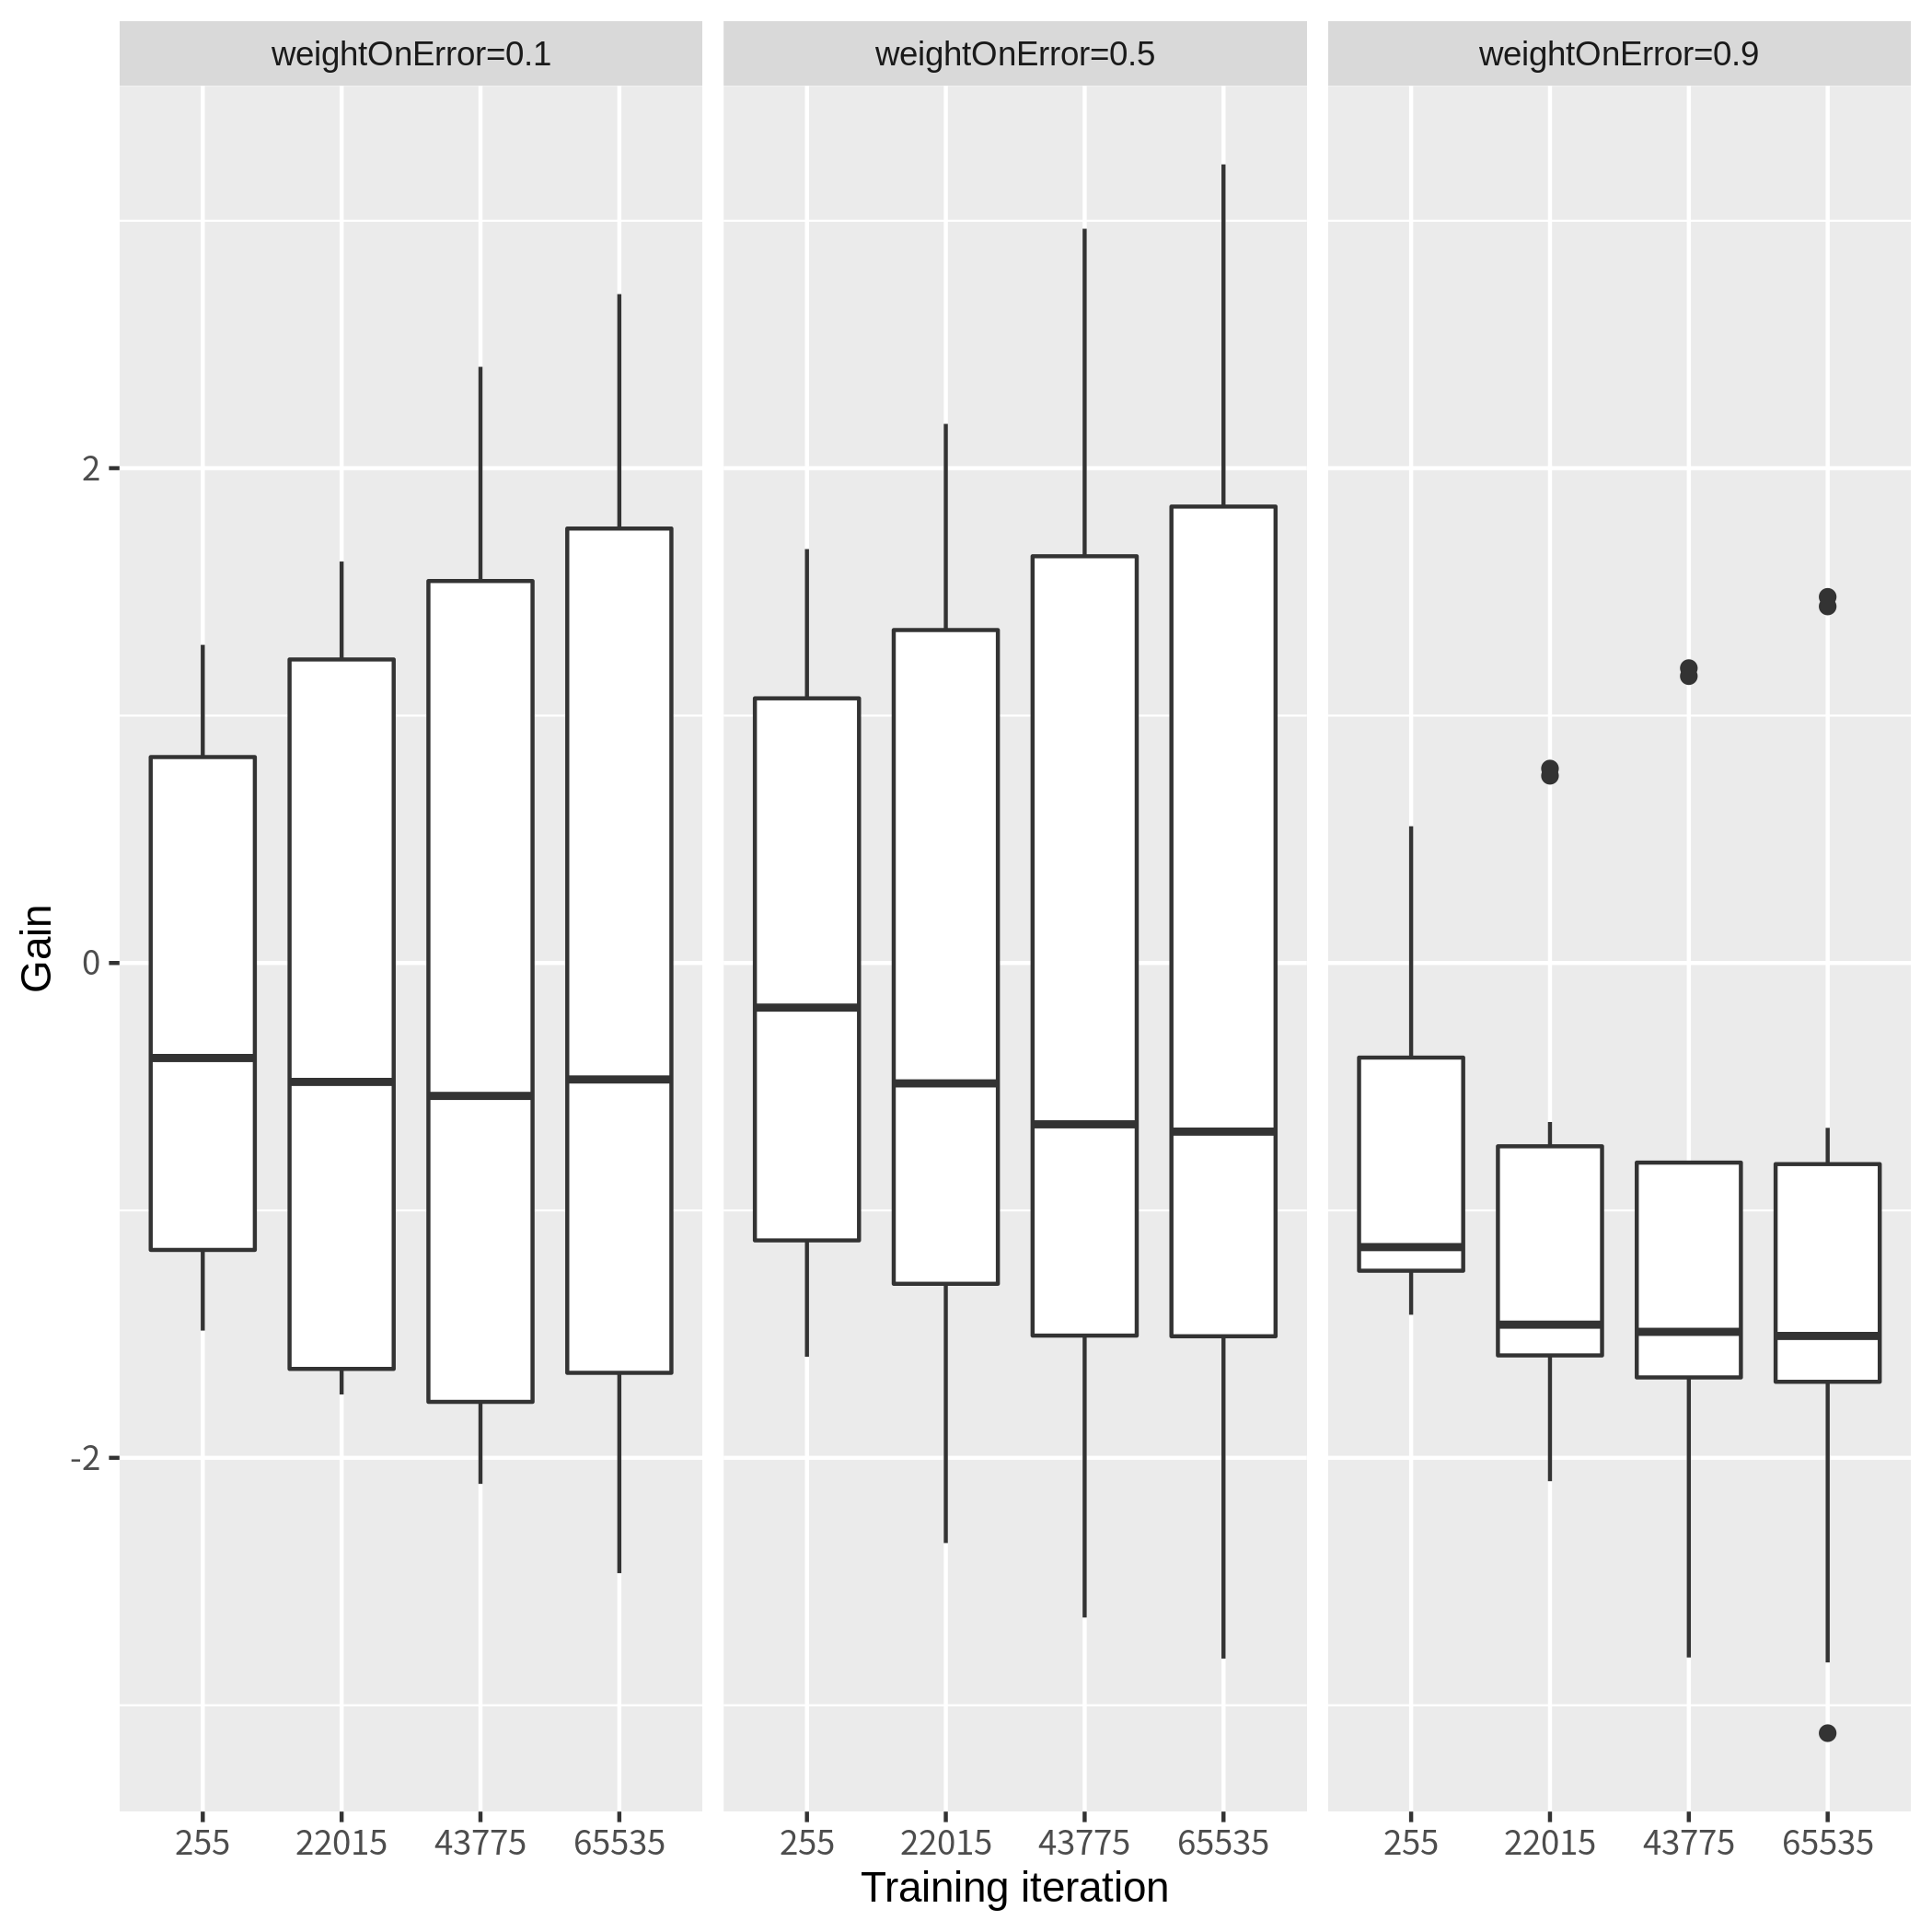 weightOnError=0.1 weightOnError=0.5 weightOnError=0.9
2
0
-2
Gain
255 22015 43775 65535 255 22015 43775 65535 255 22015 43775 65535
Training iteration